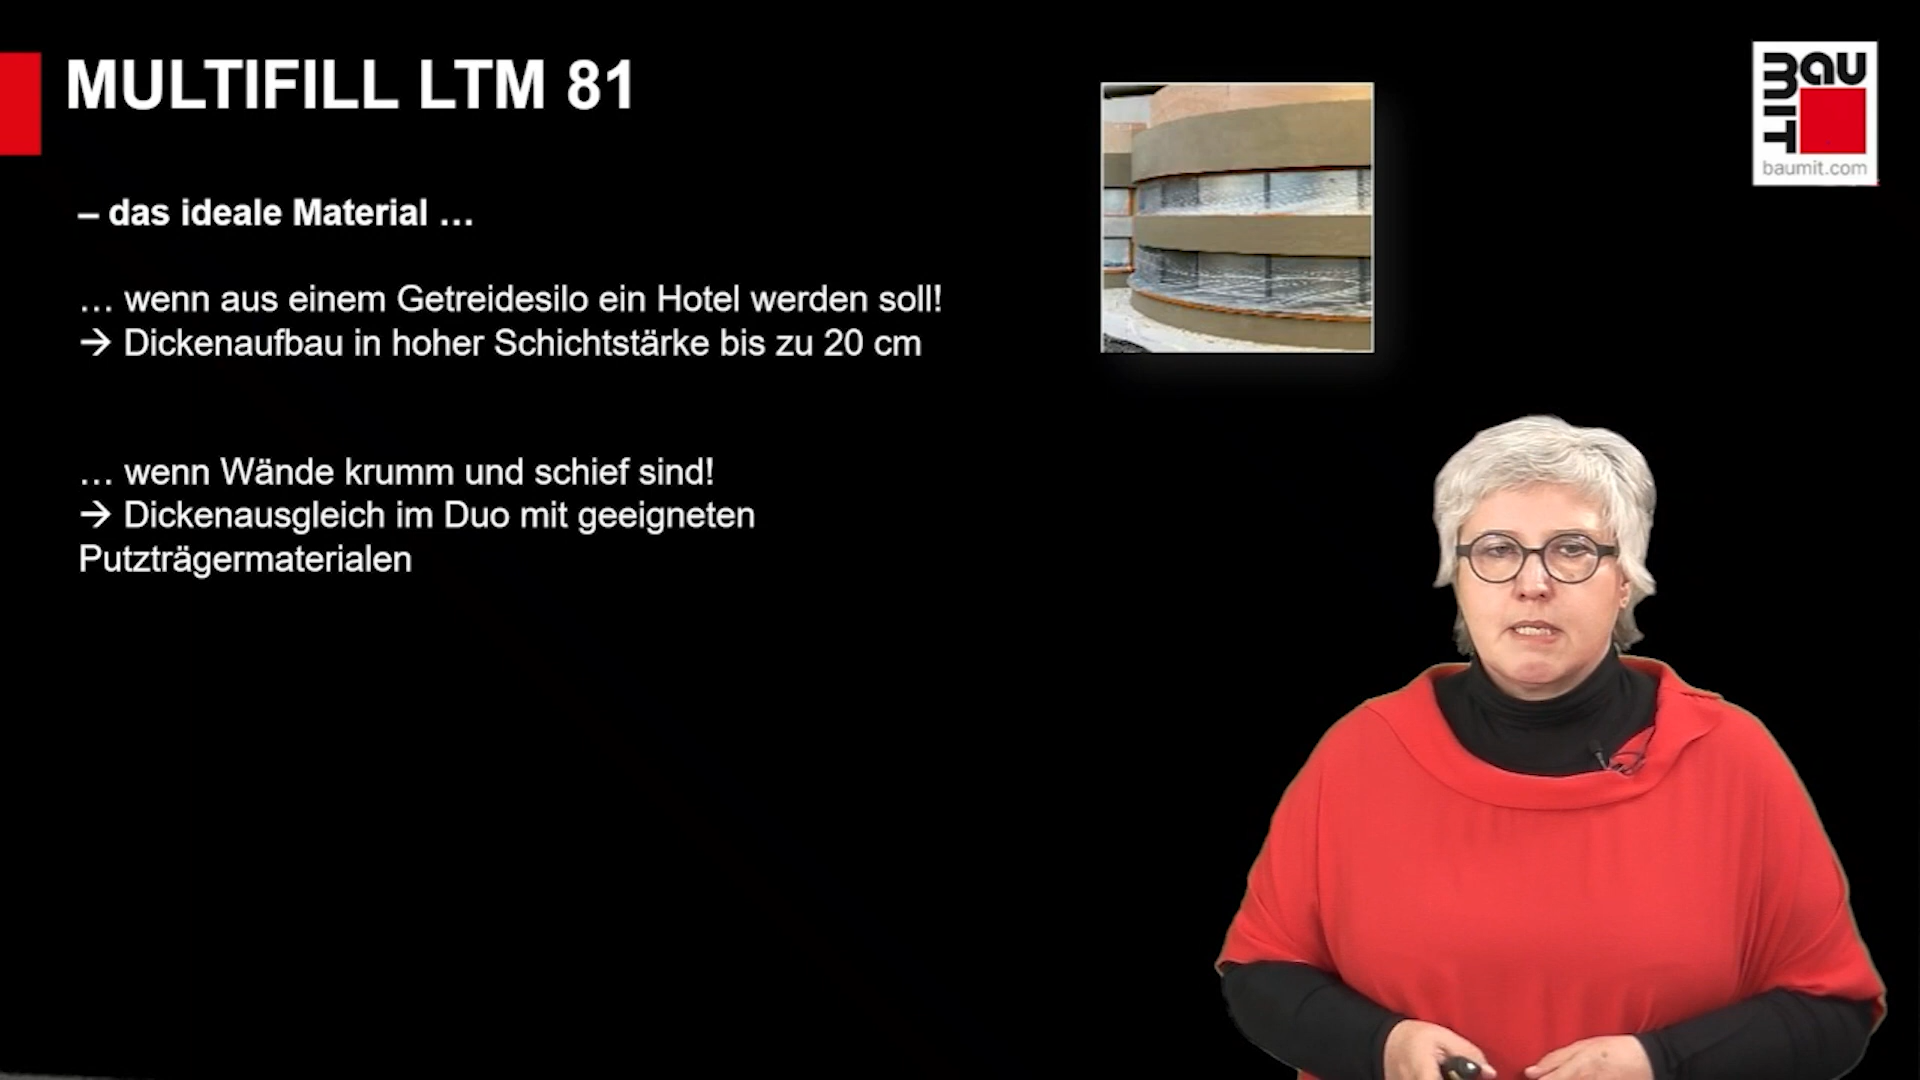 MULTIFILL LTM 81
– das ideale Material …
… wenn aus einem Getreidesilo ein Hotel werden soll!
→ Dickenaufbau in hoher Schichtstärke bis zu 20 cm
… wenn Wände krumm und schief sind!
→ Dickenausgleich im Duo mit geeigneten
Putzträgermaterialen
BAU
MIT
baumit.com